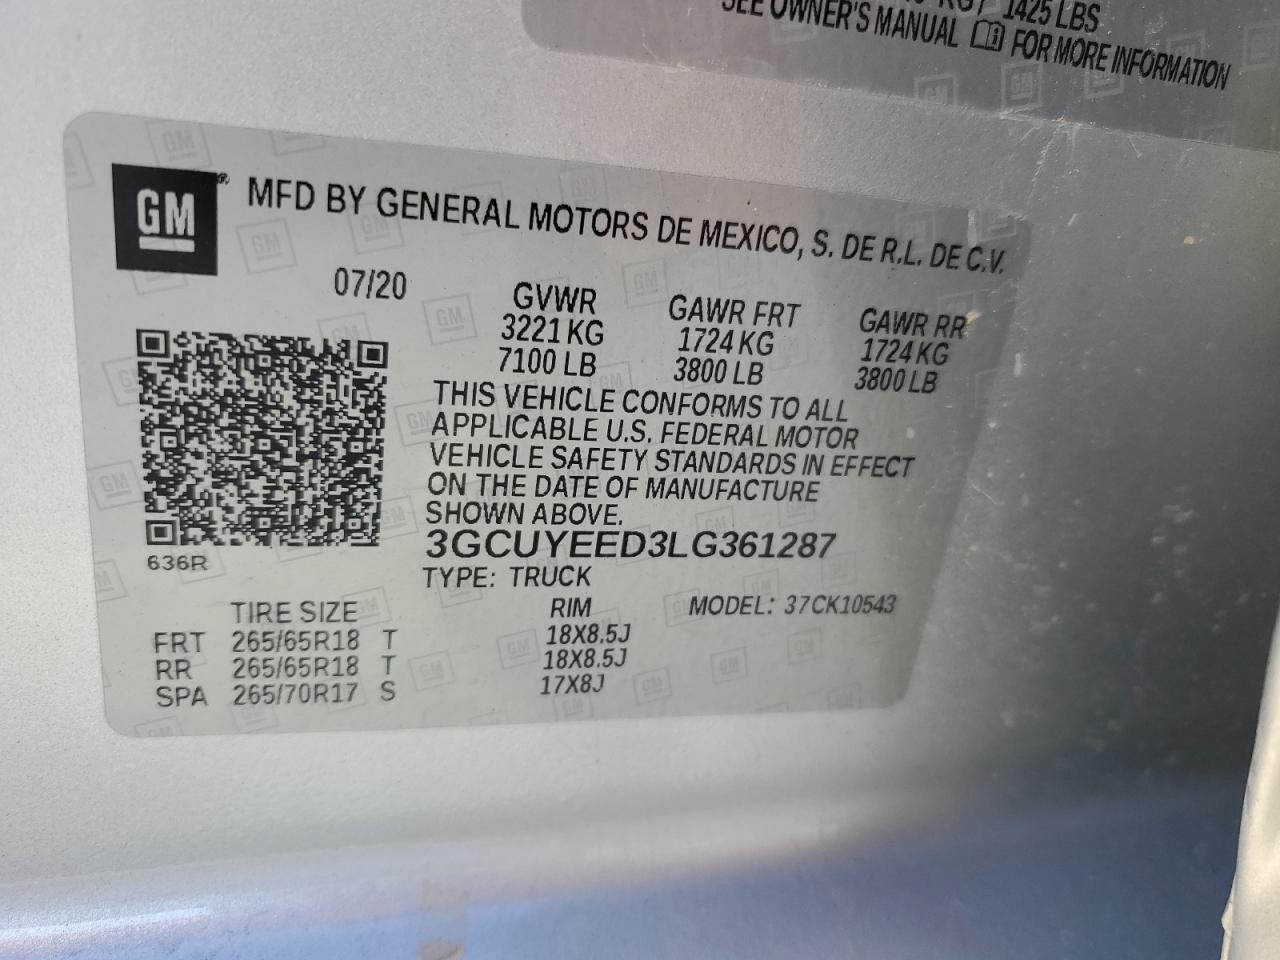 1425 LBS
SEE OWNER'S MANUAL FOR MORE INFORMATION
GM
MFD BY GENERAL MOTORS DE MEXICO, S. DE R.L. DE C.V.
07/20
GVWR GAWR FRT GAWR RR
3221 KG 1724 KG 1724 KG
7100 LB 3800 LB 3800 LB
THIS VEHICLE CONFORMS TO ALL
APPLICABLE U.S. FEDERAL MOTOR
VEHICLE SAFETY STANDARDS IN EFFECT
ON THE DATE OF MANUFACTURE
SHOWN ABOVE.
3GCUYEED3LG361287
636R
TYPE: TRUCK
TIRE SIZE RIM MODEL: 37CK10543
FRT 265/65R18 T 18X8.5J
RR 265/65R18 T 18X8.5J
SPA 265/70R17 S 17X8J